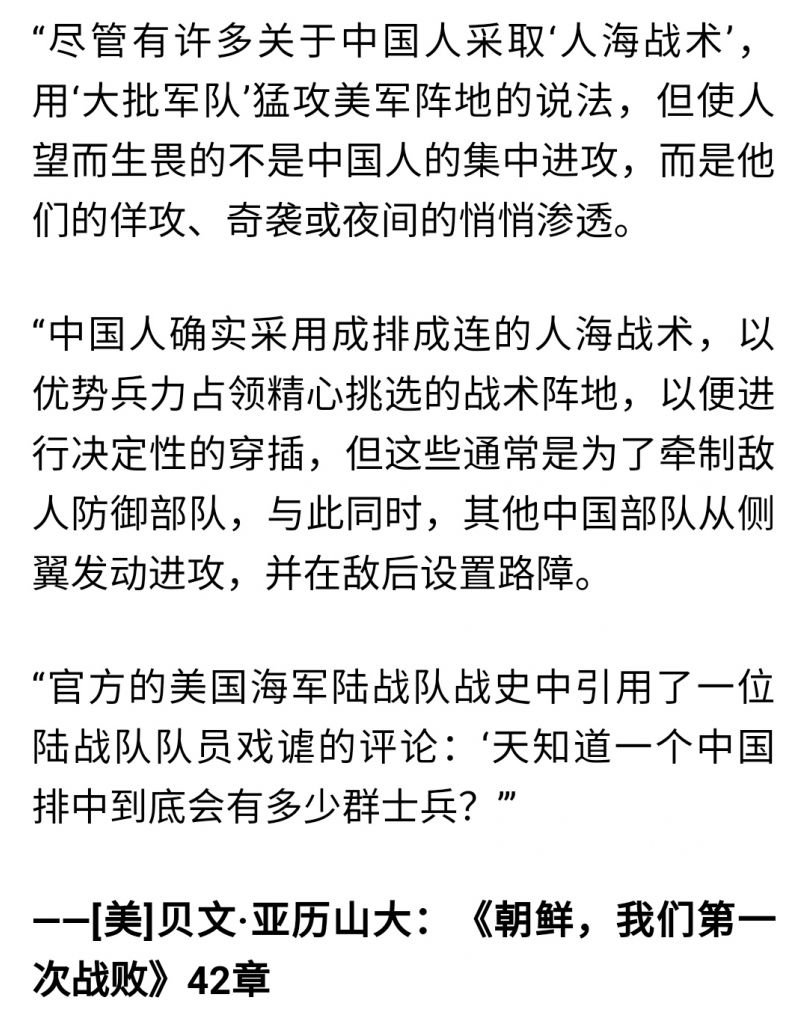 “尽管有许多关于中国人采取‘人海战术’，
用‘大批军队’猛攻美军阵地的说法，但使人
望而生畏的不是中国人的集中进攻，而是他
们的佯攻、奇袭或夜间的悄悄渗透。
“中国人确实采用成排成连的人海战术，以
优势兵力占领精心挑选的战术阵地，以便进
行决定性的穿插，但这些通常是为了牵制敌
人防御部队，与此同时，其他中国部队从侧
翼发动进攻，并在敌后设置路障。
“官方的美国海军陆战队战史中引用了一位
陆战队队员戏谑的评论：‘天知道一个中国
排中到底会有多少群士兵？’”
——[美]贝文·亚历山大：《朝鲜，我们第一
次战败》42章